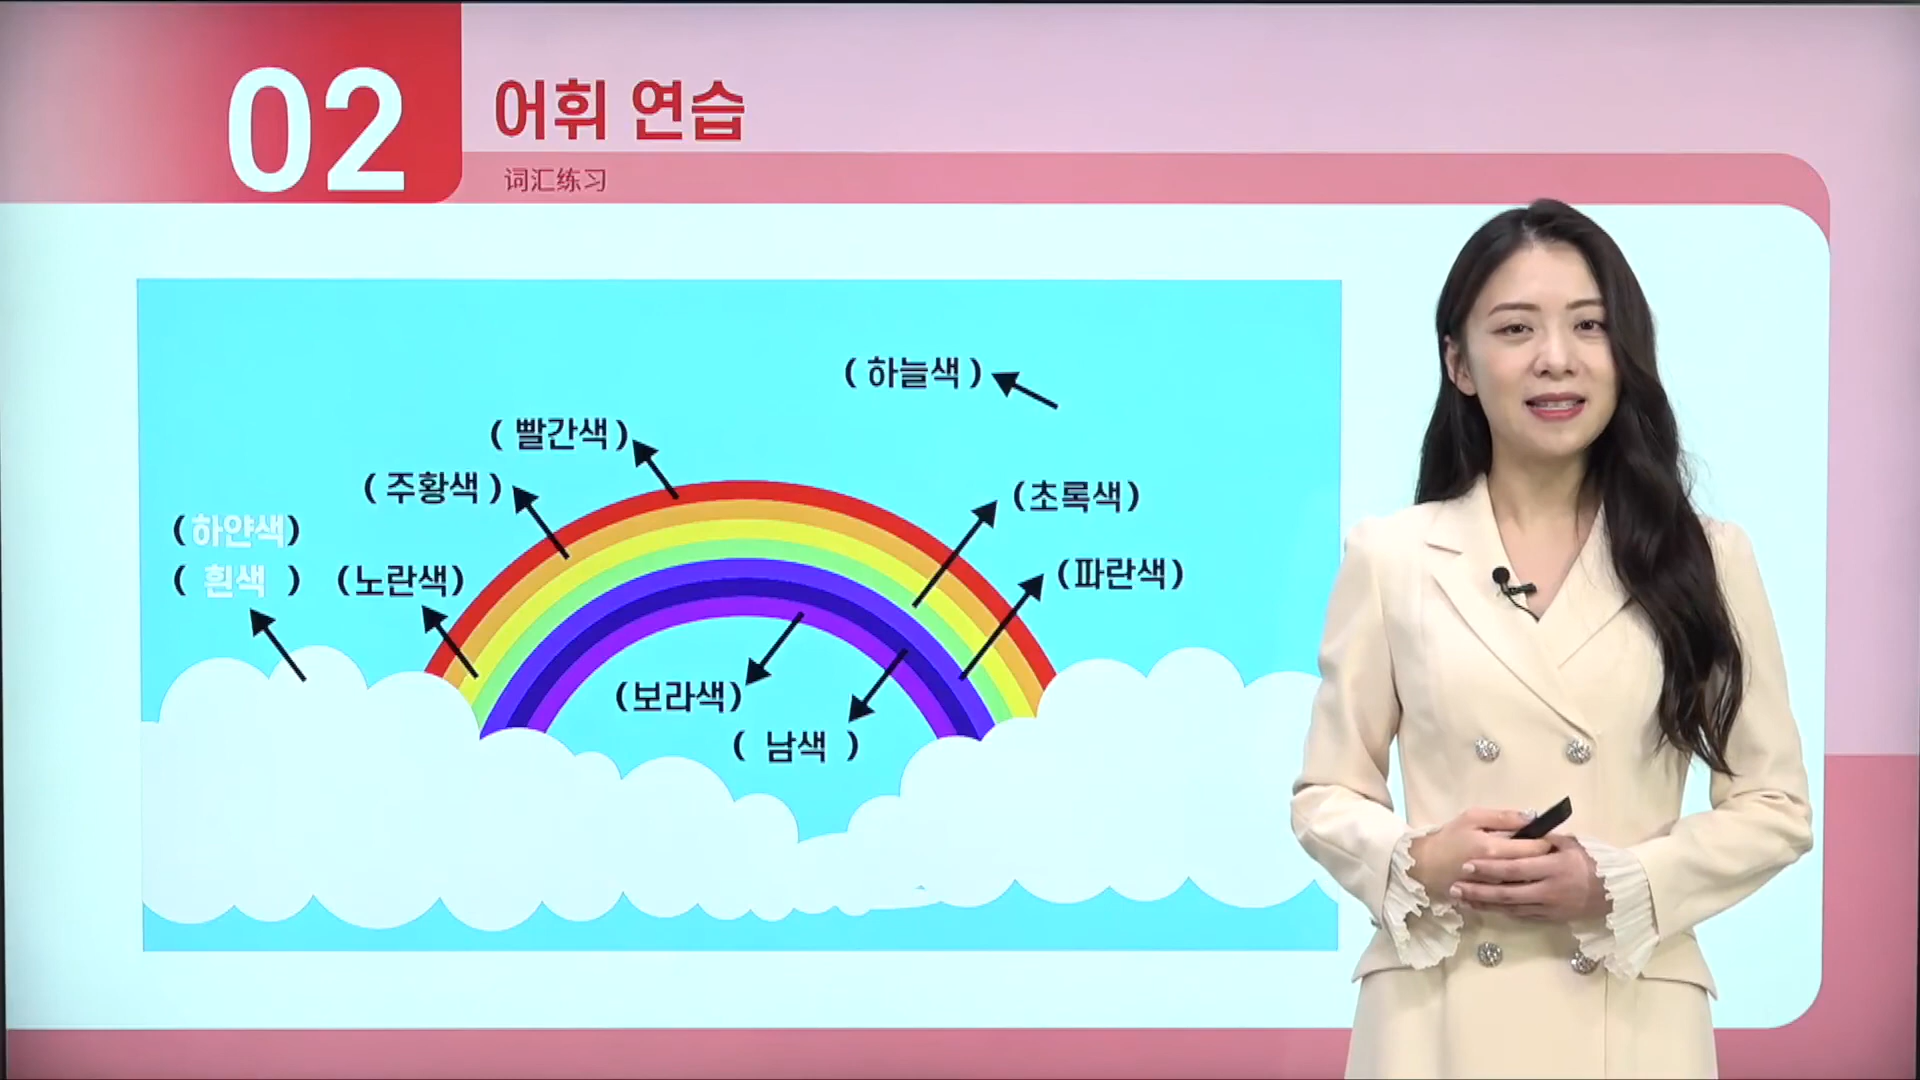 02
어휘 연습
词汇练习
( 하늘색 )
( 빨간색 )
( 주황색 )
( 초록색 )
( 하얀색 )
( 흰색 )
( 노란색 )
( 파란색 )
( 보라색 )
( 남색 )